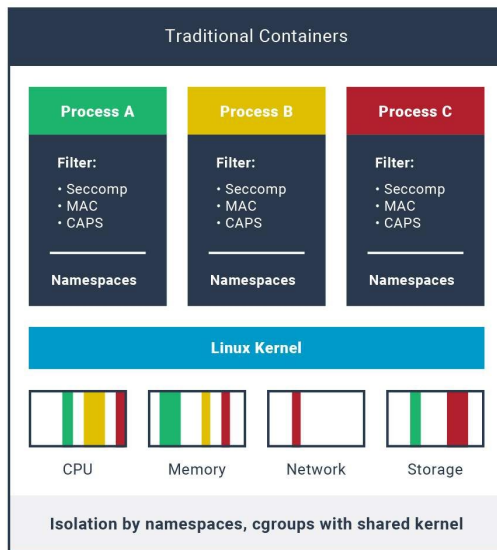 Traditional Containers
Process A
Filter:
• Seccomp
• MAC
• CAPS
Namespaces
Process B
Filter:
• Seccomp
• MAC
• CAPS
Namespaces
Process C
Filter:
• Seccomp
• MAC
• CAPS
Namespaces
Linux Kernel
CPU
Memory
Network
Storage
Isolation by namespaces, cgroups with shared kernel